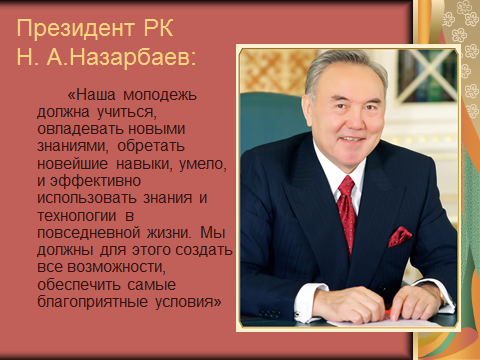 Президент РК
Н. А.Назарбаев:
«Наша молодежь
должна учиться,
овладевать новыми
знаниями, обретать
новейшие навыки, умело,
и эффективно
использовать знания и
технологии в
повседневной жизни. Мы
должны для этого создать
все возможности,
обеспечить самые
благоприятные условия»